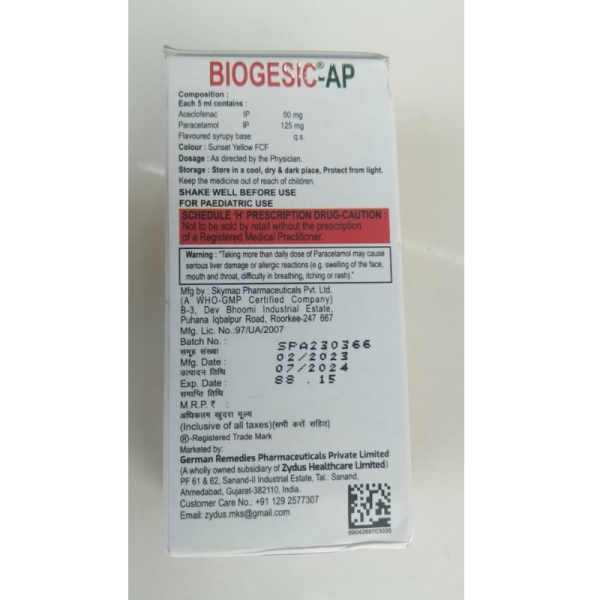 BIOGESIC®-AP
Composition :
Each 5 ml contains :
Aceclofenac IP 50 mg
Paracetamol IP 125 mg
Flavoured syrupy base q.s.
Colour : Sunset Yellow FCF
Dosage : As directed by the Physician.
Storage : Store in a cool, dry & dark place, Protect from light.
Keep the medicine out of reach of children.
SHAKE WELL BEFORE USE
FOR PAEDIATRIC USE
SCHEDULE 'H' PRESCRIPTION DRUG-CAUTION :
Not to be sold by retail without the prescription
of a Registered Medical Practitioner.
Warning : "Taking more than daily dose of Paracetamol may cause
serious liver damage or allergic reactions (e.g. swelling of the face,
mouth and throat, difficulty in breathing, itching or rash)."
Mfg by : Skymap Pharmaceuticals Pvt. Ltd.
(A WHO-GMP Certified Company)
B-3, Dev Bhoomi Industrial Estate,
Puhana Iqbalpur Road, Roorkee-247 667
Mfg. Lic. No.:97/UA/2007
Batch No. : SPA230366
समूह संख्या
Mfg. Date : 02/2023
उत्पादन तिथि
Exp. Date : 07/2024
समाप्ति तिथि
M.R.P. ₹ : 88.15
अधिकतम खुदरा मूल्य
(Inclusive of all taxes)(सभी करों सहित)
®-Registered Trade Mark
Marketed by:
German Remedies Pharmaceuticals Private Limited
(A wholly owned subsidiary of Zydus Healthcare Limited)
PF 61 & 62, Sanand-II Industrial Estate, Tal.: Sanand,
Ahmedabad, Gujarat-382110, India.
Customer Care No.: +91 129 2577307
Email: zydus.mks@gmail.com
8904289703035